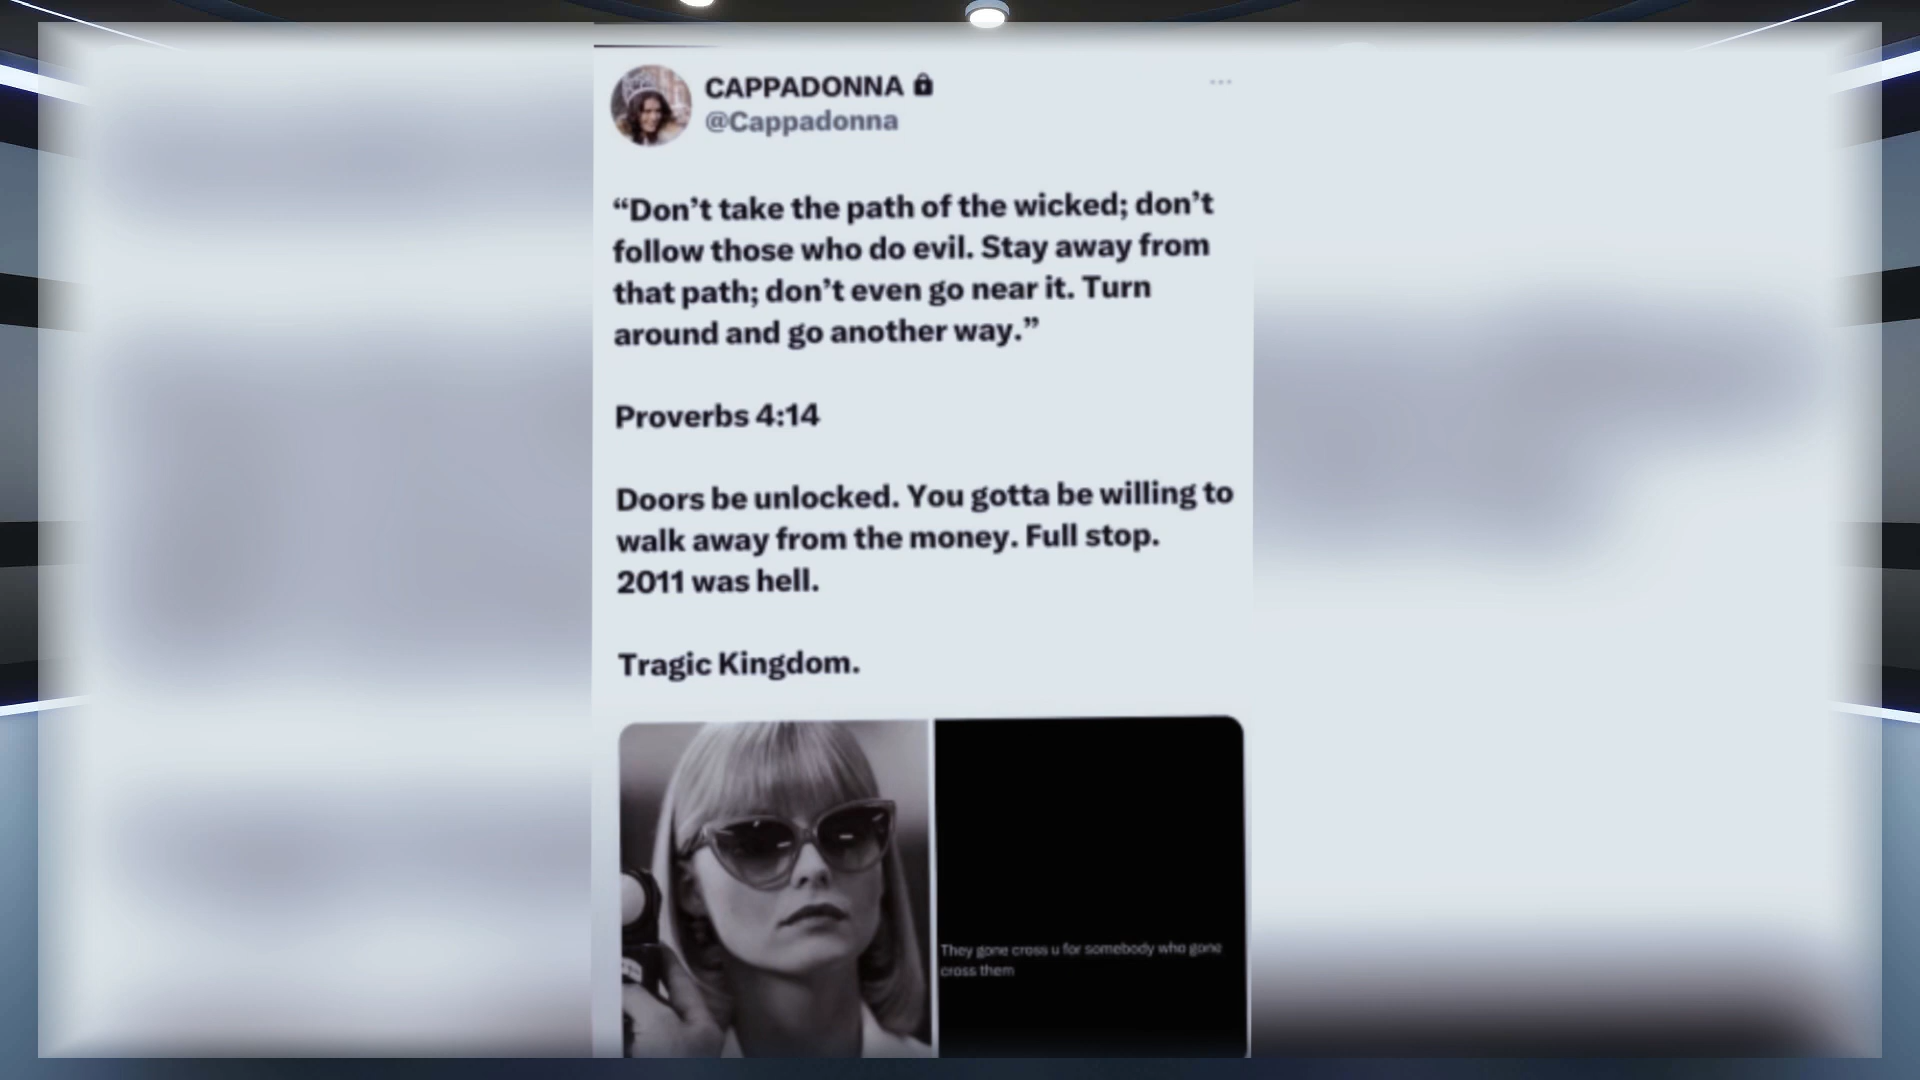 CAPPADONNA
@Cappadonna
“Don’t take the path of the wicked; don’t
follow those who do evil. Stay away from
that path; don’t even go near it. Turn
around and go another way.”
Proverbs 4:14
Doors be unlocked. You gotta be willing to
walk away from the money. Full stop.
2011 was hell.
Tragic Kingdom.
They gone cross u for somebody who gone
cross them